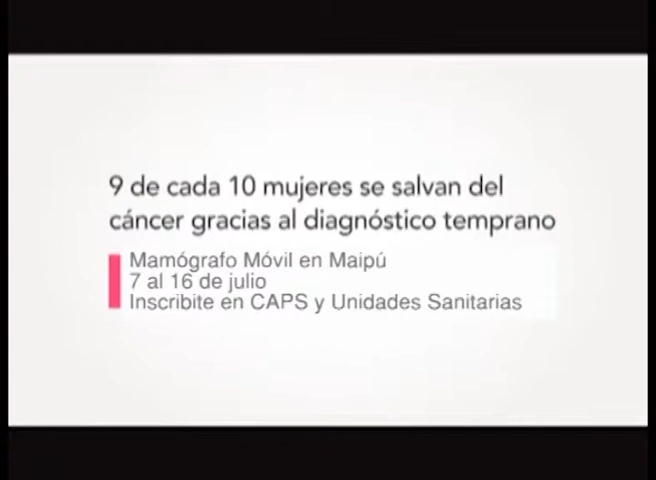 9 de cada 10 mujeres se salvan del
cáncer gracias al diagnóstico temprano
Mamógrafo Móvil en Maipú
7 al 16 de julio
Inscribite en CAPS y Unidades Sanitarias